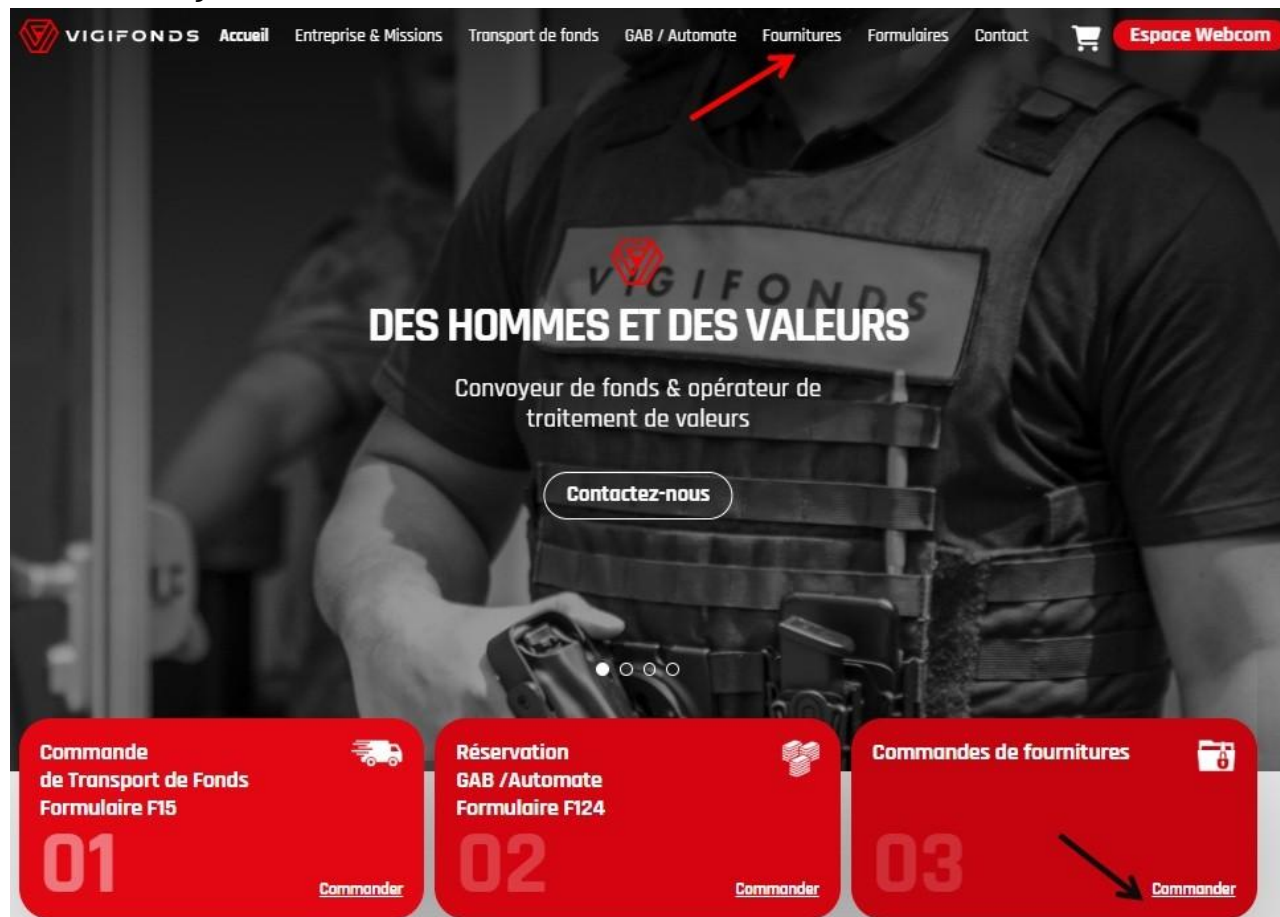 VIGIFONDS Accueil Entreprise & Missions Transport de fonds GAB / Automate Fournitures Formulaires Contact Espace Webcom
VIGIFONDS
DES HOMMES ET DES VALEURS
Convoyeur de fonds & opérateur de
traitement de valeurs
Contactez-nous
Commande
de Transport de Fonds
Formulaire F15
01
Commander
Réservation
GAB /Automate
Formulaire F124
02
Commander
Commandes de fournitures
03
Commander